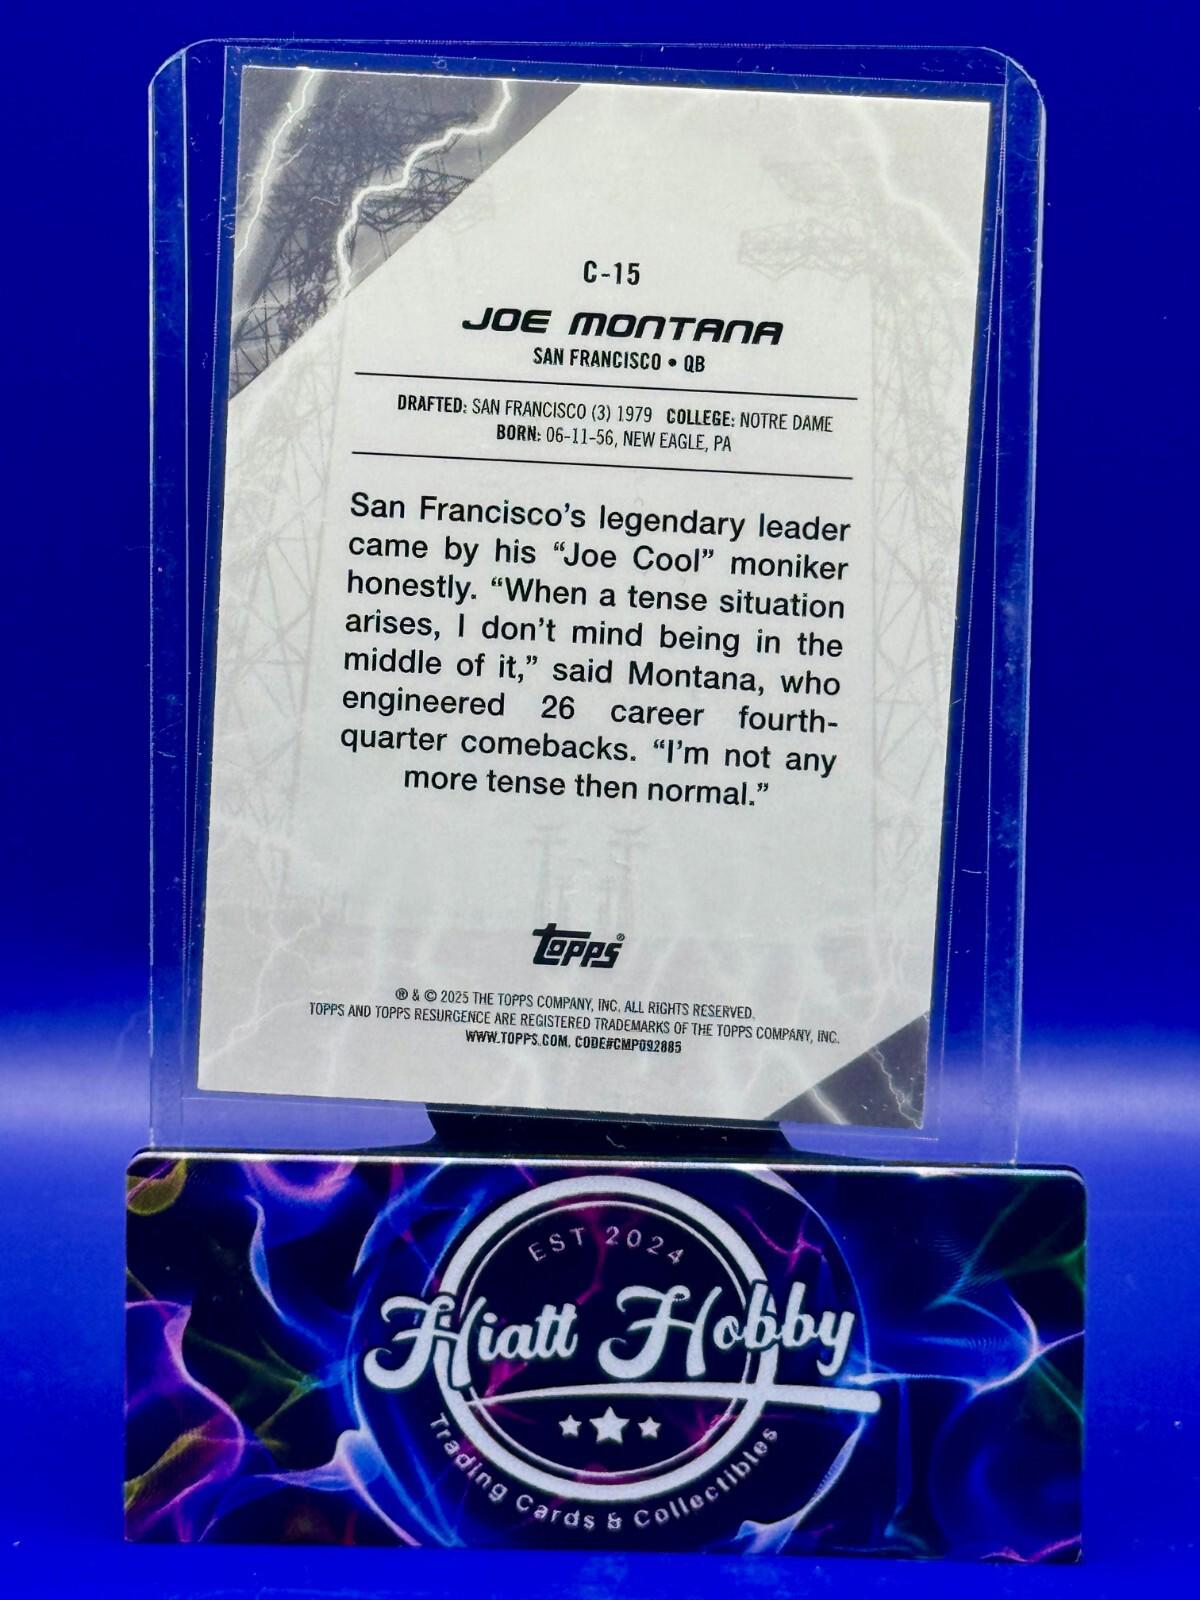 C-15
JOE MONTANA
SAN FRANCISCO • QB
DRAFTED: SAN FRANCISCO (3) 1979 COLLEGE: NOTRE DAME
BORN: 06-11-56, NEW EAGLE, PA
San Francisco's legendary leader
came by his “Joe Cool” moniker
honestly. “When a tense situation
arises, I don't mind being in the
middle of it,” said Montana, who
engineered 26 career fourth-
quarter comebacks. “I'm not any
more tense then normal.”
topps®
® & © 2025 THE TOPPS COMPANY, INC. ALL RIGHTS RESERVED.
TOPPS AND TOPPS RESURGENCE ARE REGISTERED TRADEMARKS OF THE TOPPS COMPANY, INC.
WWW.TOPPS.COM. CODE#CMP092885
EST 2024
Hiatt Hobby
Trading Cards & Collectibles